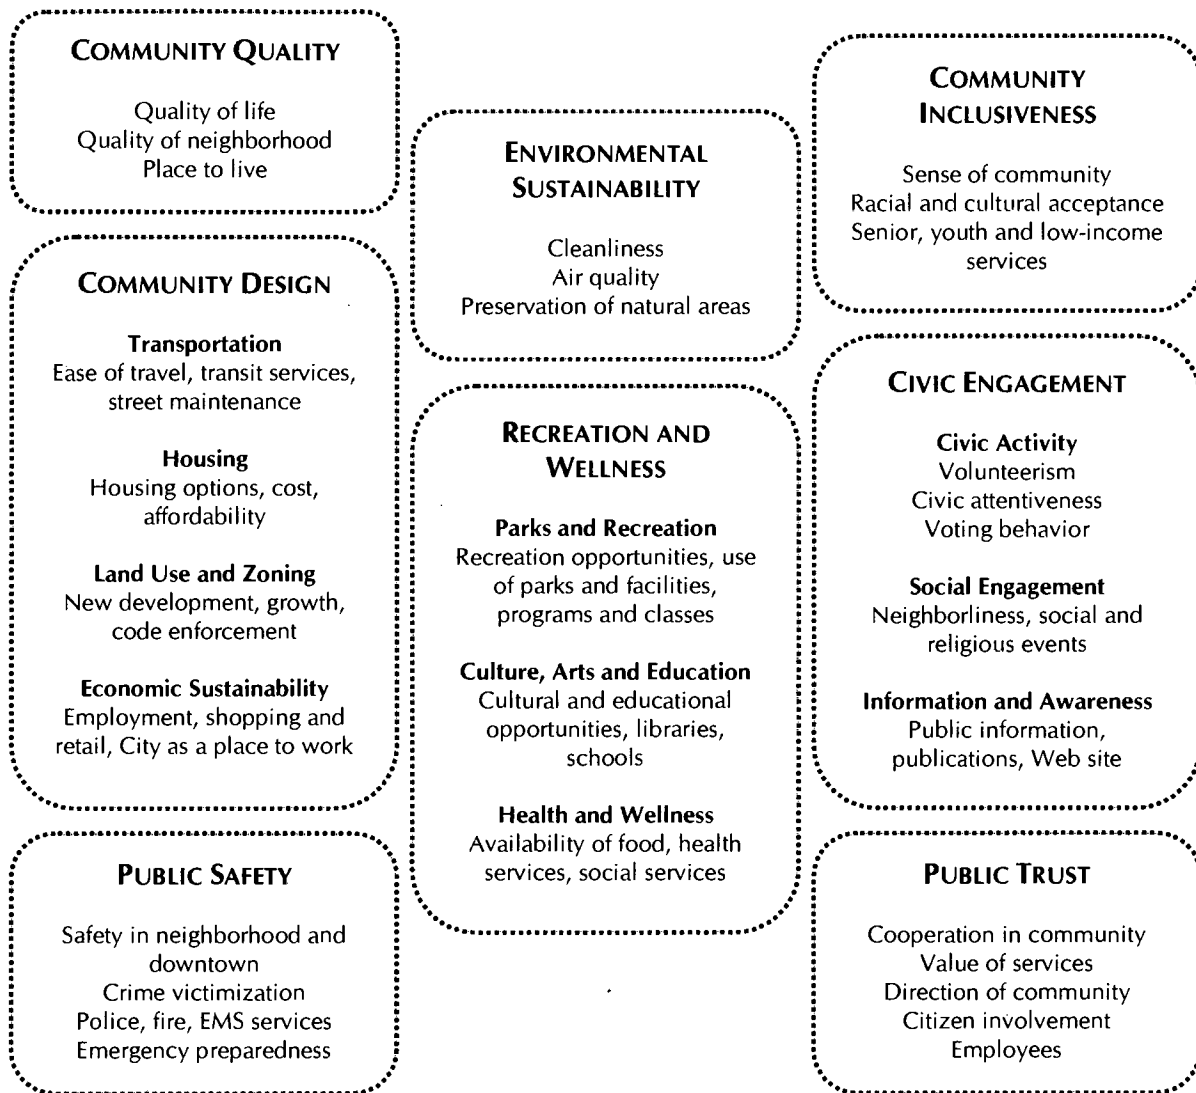 COMMUNITY QUALITY
Quality of life
Quality of neighborhood
Place to live
COMMUNITY DESIGN
Transportation
Ease of travel, transit services,
street maintenance
Housing
Housing options, cost,
affordability
Land Use and Zoning
New development, growth,
code enforcement
Economic Sustainability
Employment, shopping and
retail, City as a place to work
PUBLIC SAFETY
Safety in neighborhood and
downtown
Crime victimization
Police, fire, EMS services
Emergency preparedness
ENVIRONMENTAL
SUSTAINABILITY
Cleanliness
Air quality
Preservation of natural areas
RECREATION AND
WELLNESS
Parks and Recreation
Recreation opportunities, use
of parks and facilities,
programs and classes
Culture, Arts and Education
Cultural and educational
opportunities, libraries,
schools
Health and Wellness
Availability of food, health
services, social services
COMMUNITY
INCLUSIVENESS
Sense of community
Racial and cultural acceptance
Senior, youth and low-income
services
CIVIC ENGAGEMENT
Civic Activity
Volunteerism
Civic attentiveness
Voting behavior
Social Engagement
Neighborliness, social and
religious events
Information and Awareness
Public information,
publications, Web site
PUBLIC TRUST
Cooperation in community
Value of services
Direction of community
Citizen involvement
Employees